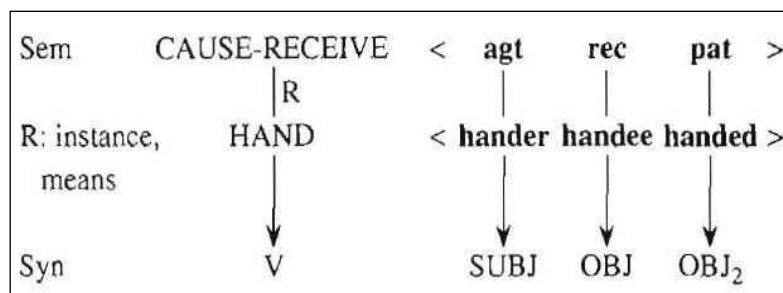 Sem CAUSE-RECEIVE < agt rec pat >
R
R: instance, HAND < hander handee handed >
means
Syn V SUBJ OBJ OBJ₂